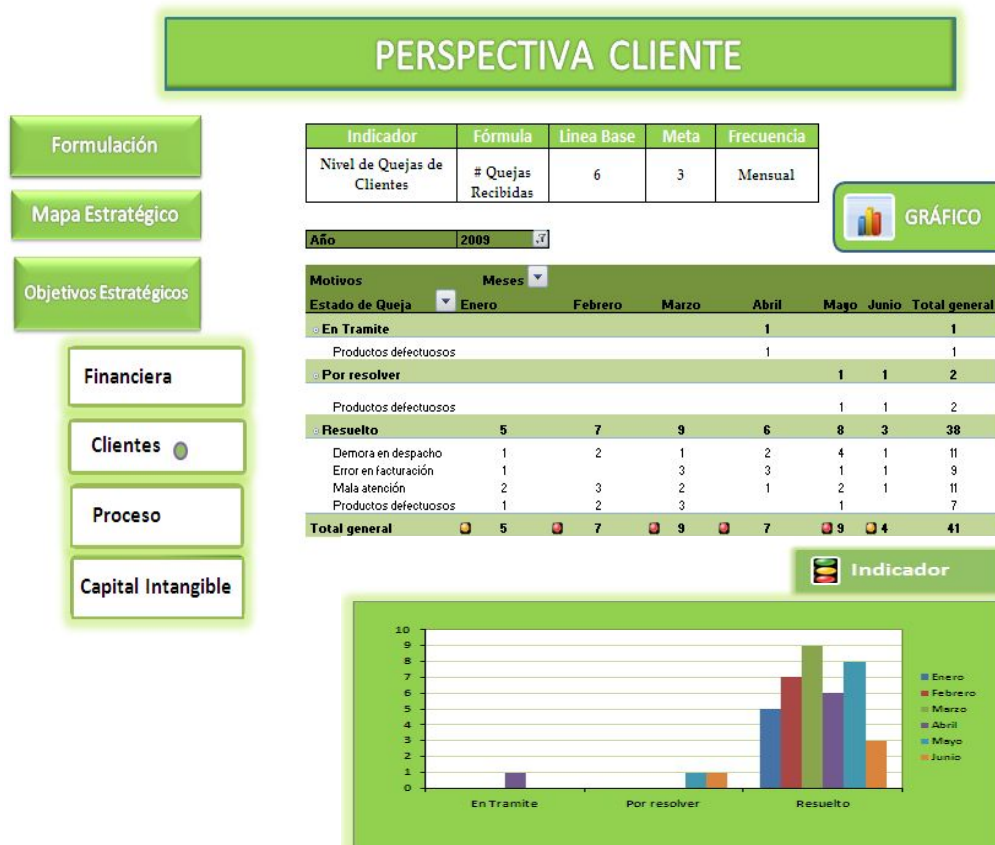 PERSPECTIVA CLIENTE
Formulación
Mapa Estratégico
Objetivos Estratégicos
Financiera
Clientes
Proceso
Capital Intangible
Indicador Fórmula Linea Base Meta Frecuencia
Nivel de Quejas de Clientes # Quejas Recibidas 6 3 Mensual
GRÁFICO
Año 2009
Motivos Meses
Estado de Queja Enero Febrero Marzo Abril Mayo Junio Total general
En Tramite 1 1
Productos defectuosos 1 1
Por resolver 1 1 2
Productos defectuosos 1 1 2
Resuelto 5 7 9 6 8 3 38
Demora en despacho 1 2 1 2 4 1 11
Error en facturación 1 3 3 1 1 9
Mala atención 2 3 2 1 2 1 11
Productos defectuosos 1 2 3 1 7
Total general 5 7 9 7 9 4 41
Indicador
10
9
8
7
6
5
4
3
2
1
0
En Tramite Por resolver Resuelto
Enero
Febrero
Marzo
Abril
Mayo
Junio